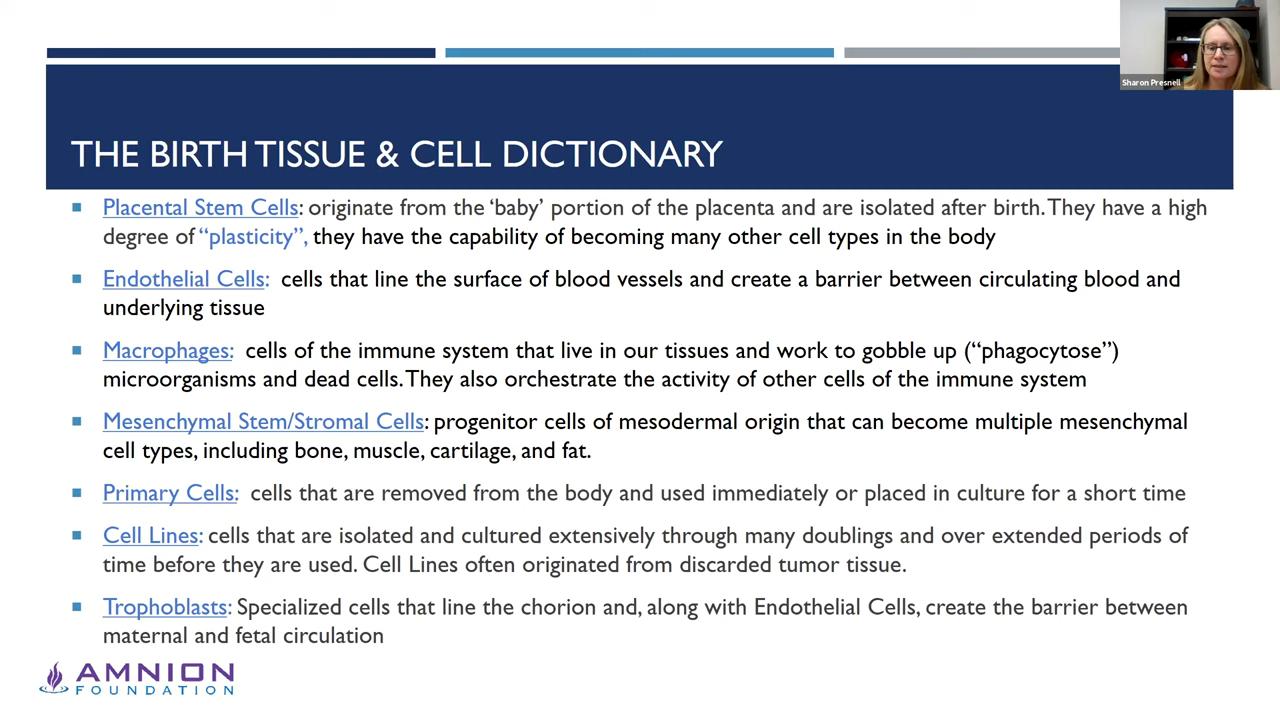 Sharon Presnell
THE BIRTH TISSUE & CELL DICTIONARY
Placental Stem Cells: originate from the ‘baby’ portion of the placenta and are isolated after birth. They have a high
degree of “plasticity”, they have the capability of becoming many other cell types in the body
Endothelial Cells: cells that line the surface of blood vessels and create a barrier between circulating blood and
underlying tissue
Macrophages: cells of the immune system that live in our tissues and work to gobble up (“phagocytose”)
microorganisms and dead cells. They also orchestrate the activity of other cells of the immune system
Mesenchymal Stem/Stromal Cells: progenitor cells of mesodermal origin that can become multiple mesenchymal
cell types, including bone, muscle, cartilage, and fat.
Primary Cells: cells that are removed from the body and used immediately or placed in culture for a short time
Cell Lines: cells that are isolated and cultured extensively through many doublings and over extended periods of
time before they are used. Cell Lines often originated from discarded tumor tissue.
Trophoblasts: Specialized cells that line the chorion and, along with Endothelial Cells, create the barrier between
maternal and fetal circulation
AMNION
FOUNDATION